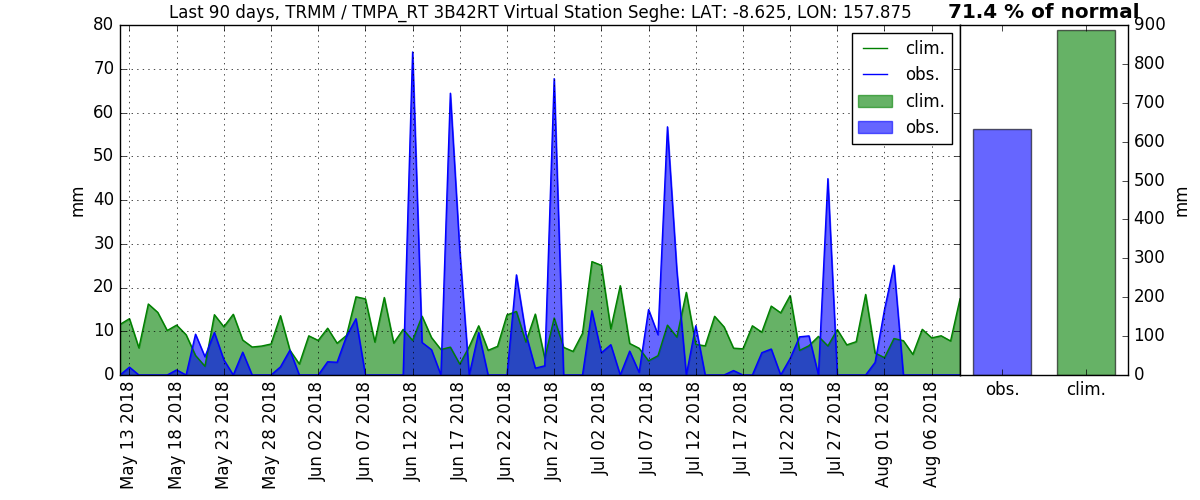 Last 90 days, TRMM / TMPA_RT 3B42RT Virtual Station Seghe: LAT: -8.625, LON: 157.875
71.4 % of normal
80
70
60
50
40
30
20
10
0
mm
clim.
obs.
clim.
obs.
May 13 2018
May 18 2018
May 23 2018
May 28 2018
Jun 02 2018
Jun 07 2018
Jun 12 2018
Jun 17 2018
Jun 22 2018
Jun 27 2018
Jul 02 2018
Jul 07 2018
Jul 12 2018
Jul 17 2018
Jul 22 2018
Jul 27 2018
Aug 01 2018
Aug 06 2018
900
800
700
600
500
400
300
200
100
0
mm
obs.
clim.